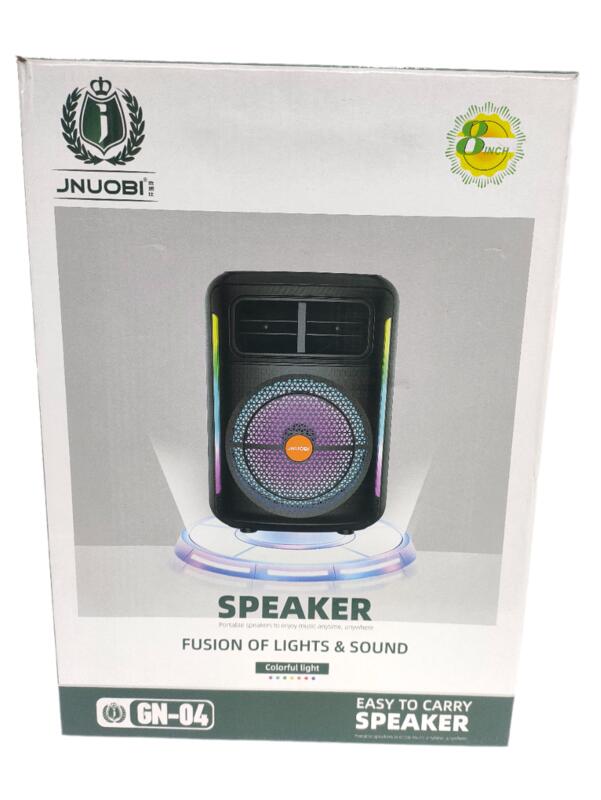 j
JNUOBI®
8 INCH
JNUOBI
SPEAKER
Portable speakers to enjoy music anytime, anywhere
FUSION OF LIGHTS & SOUND
Colorful light
GN-04
EASY TO CARRY
SPEAKER